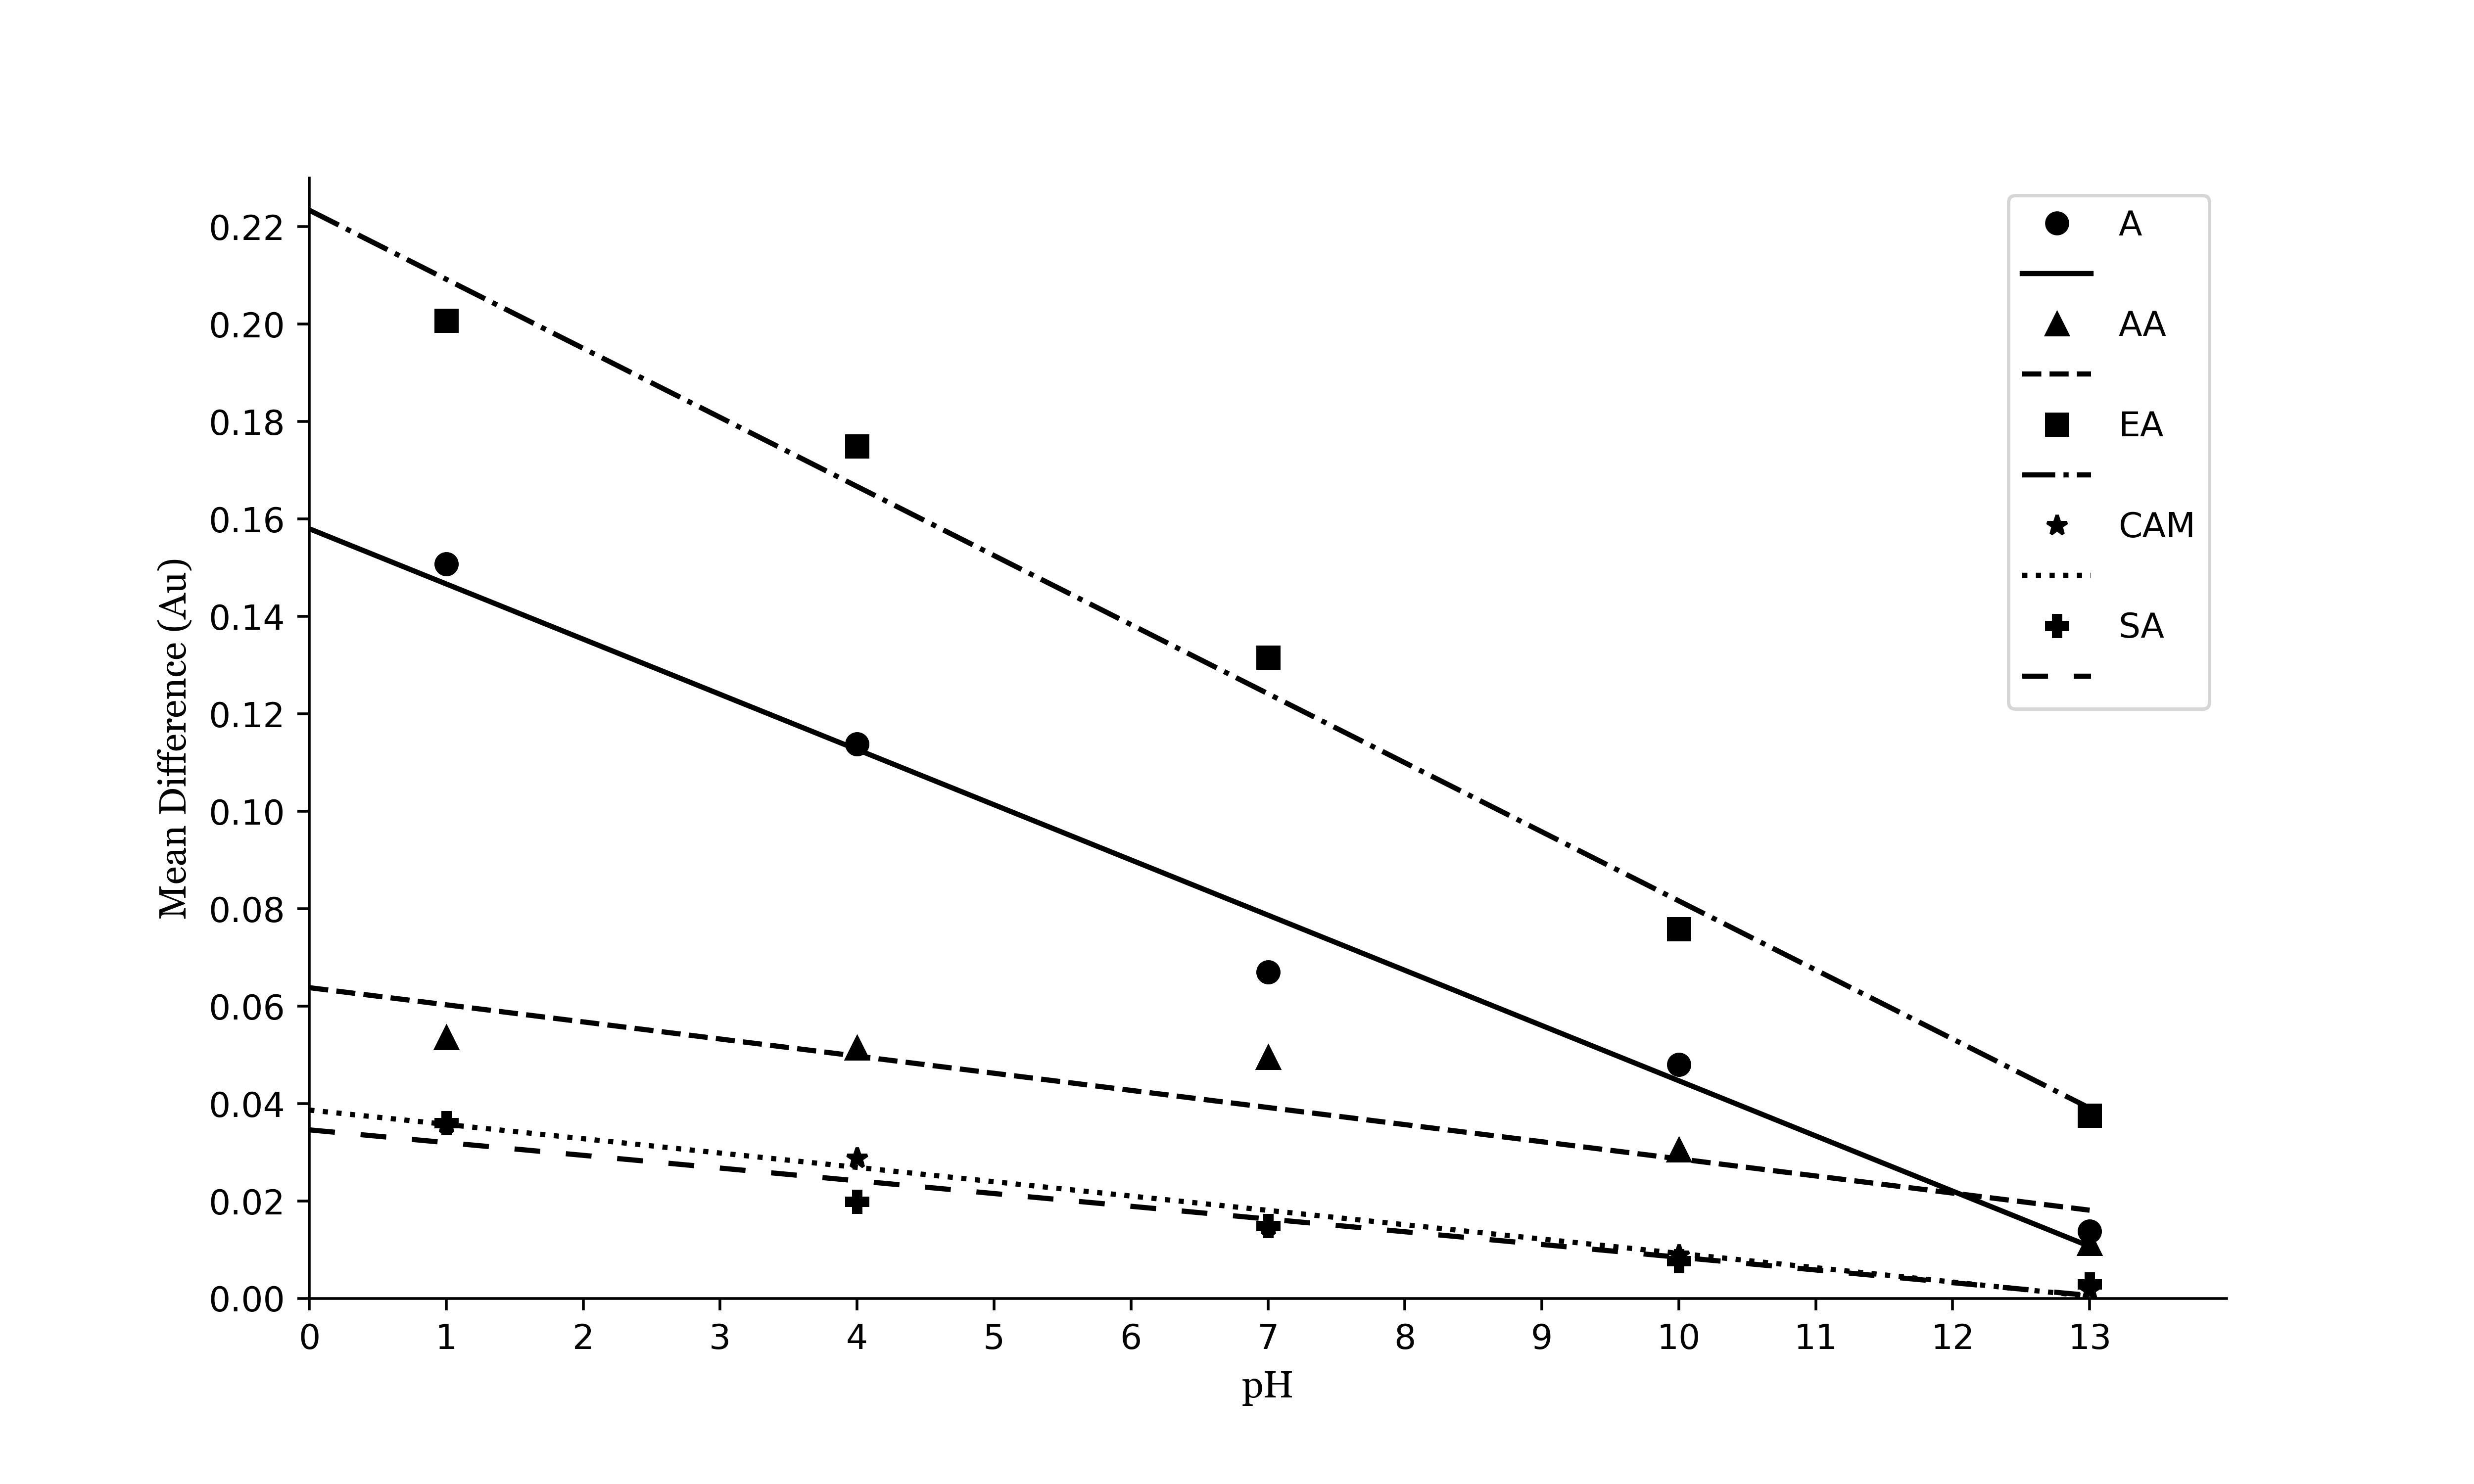 0.22
0.20
0.18
0.16
0.14
0.12
0.10
0.08
0.06
0.04
0.02
0.00
Mean Difference (Au)
0 1 2 3 4 5 6 7 8 9 10 11 12 13
pH
A
AA
EA
CAM
SA